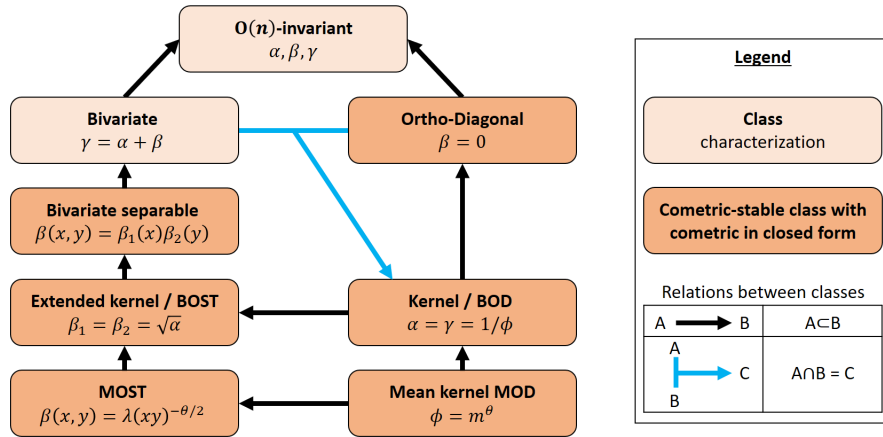 O(n)-invariant
α, β, γ
Bivariate
γ = α + β
Ortho-Diagonal
β = 0
Bivariate separable
β(x, y) = β₁(x)β₂(y)
Extended kernel / BOST
β₁ = β₂ = √α
Kernel / BOD
α = γ = 1/ϕ
MOST
β(x, y) = λ(xy)^{−θ/2}
Mean kernel MOD
ϕ = m^θ
Legend
Class
characterization
Cometric-stable class with
cometric in closed form
Relations between classes
A B A⊂B
A
C A∩B = C
B